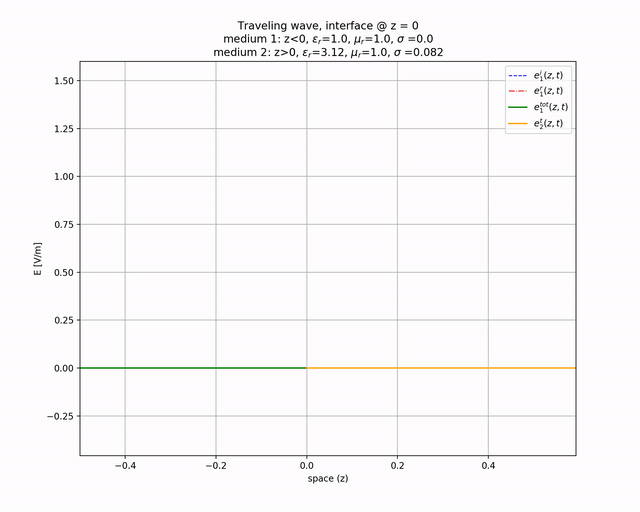 Traveling wave, interface @ z = 0
medium 1: z<0, εᵣ=1.0, μᵣ=1.0, σ =0.0
medium 2: z>0, εᵣ=3.12, μᵣ=1.0, σ =0.082
e₁ⁱ(z, t)
e₁ʳ(z, t)
e₁ᵗᵒᵗ(z, t)
e₂ᵗ(z, t)
1.50
1.25
1.00
0.75
0.50
0.25
0.00
−0.25
E [V/m]
−0.4 −0.2 0.0 0.2 0.4
space (z)